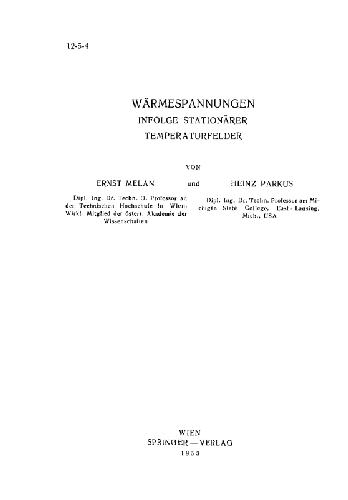 12-5-4
WÄRMESPANNUNGEN
INFOLGE STATIONÄRER
TEMPERATURFELDER
VON
ERNST MELAN und HEINZ PARKUS
Dipl. Ing. Dr. Techn. O. Professor an
der Technischen Hochschule in Wien
Wirkl. Mitglied der österr. Akademie der
Wissenschaften
Dipl. Ing. Dr. Techn. Professor am Mi-
chigan State College, East-Lansing,
Mich., USA
WIEN
SPRINGER—VERLAG
1953